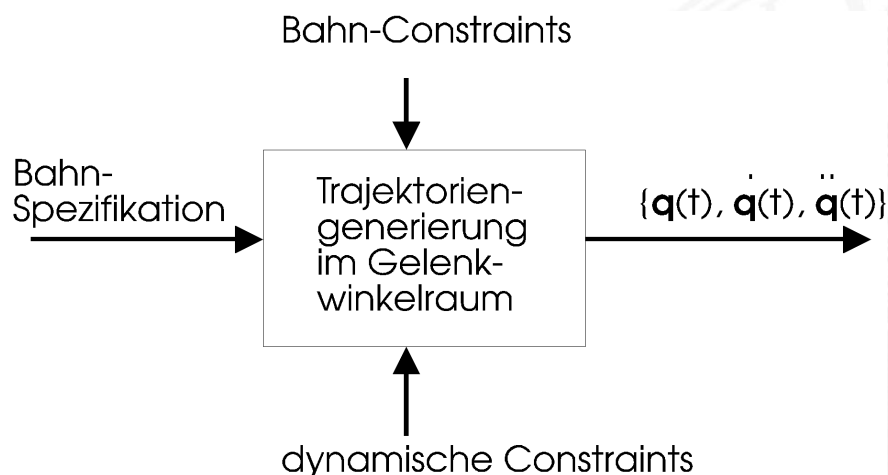 Bahn-Constraints
Bahn-
Spezifikation
Trajektorien-
generierung
im Gelenk-
winkelraum
{q(t), q̇(t), q̈(t)}
dynamische Constraints